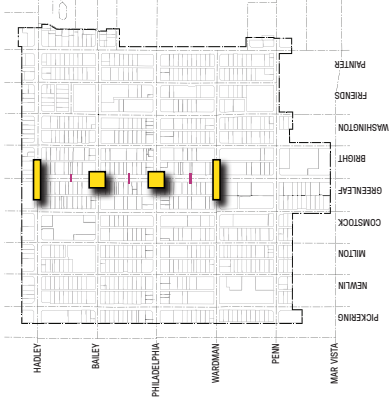 PAINTER
FRIENDS
WASHINGTON
BRIGHT
GREENLEAF
COMSTOCK
MILTON
NEWLIN
PICKERING
HADLEY
BAILEY
PHILADELPHIA
WARDMAN
PENN
MAR VISTA